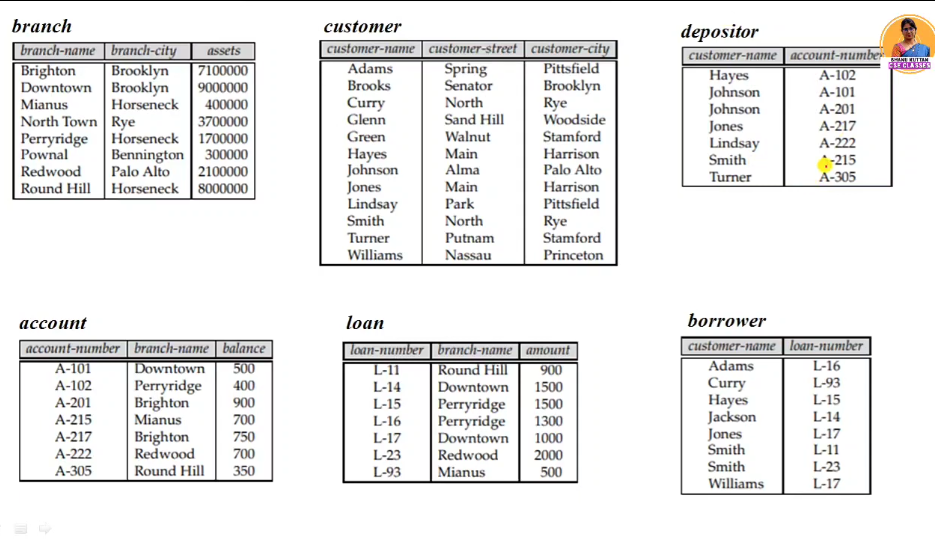 branch
branch-name branch-city assets
Brighton Brooklyn 7100000
Downtown Brooklyn 9000000
Mianus Horseneck 400000
North Town Rye 3700000
Perryridge Horseneck 1700000
Pownal Bennington 300000
Redwood Palo Alto 2100000
Round Hill Horseneck 8000000
customer
customer-name customer-street customer-city
Adams Spring Pittsfield
Brooks Senator Brooklyn
Curry North Rye
Glenn Sand Hill Woodside
Green Walnut Stamford
Hayes Main Harrison
Johnson Alma Palo Alto
Jones Main Harrison
Lindsay Park Pittsfield
Smith North Rye
Turner Putnam Stamford
Williams Nassau Princeton
depositor
customer-name account-number
Hayes A-102
Johnson A-101
Johnson A-201
Jones A-217
Lindsay A-222
Smith A-215
Turner A-305
SHANU KUTTAN
CSE CLASSES
account
account-number branch-name balance
A-101 Downtown 500
A-102 Perryridge 400
A-201 Brighton 900
A-215 Mianus 700
A-217 Brighton 750
A-222 Redwood 700
A-305 Round Hill 350
loan
loan-number branch-name amount
L-11 Round Hill 900
L-14 Downtown 1500
L-15 Perryridge 1500
L-16 Perryridge 1300
L-17 Downtown 1000
L-23 Redwood 2000
L-93 Mianus 500
borrower
customer-name loan-number
Adams L-16
Curry L-93
Hayes L-15
Jackson L-14
Jones L-17
Smith L-11
Smith L-23
Williams L-17